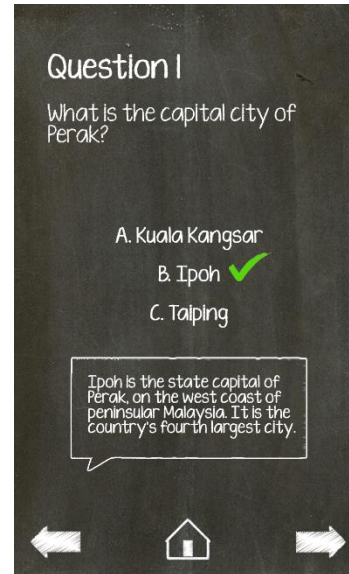 Question 1
What is the capital city of
Perak?
A. Kuala Kangsar
B. Ipoh
C. Taiping
Ipoh is the state capital of
Perak, on the west coast of
peninsular Malaysia. It is the
country's fourth largest city.